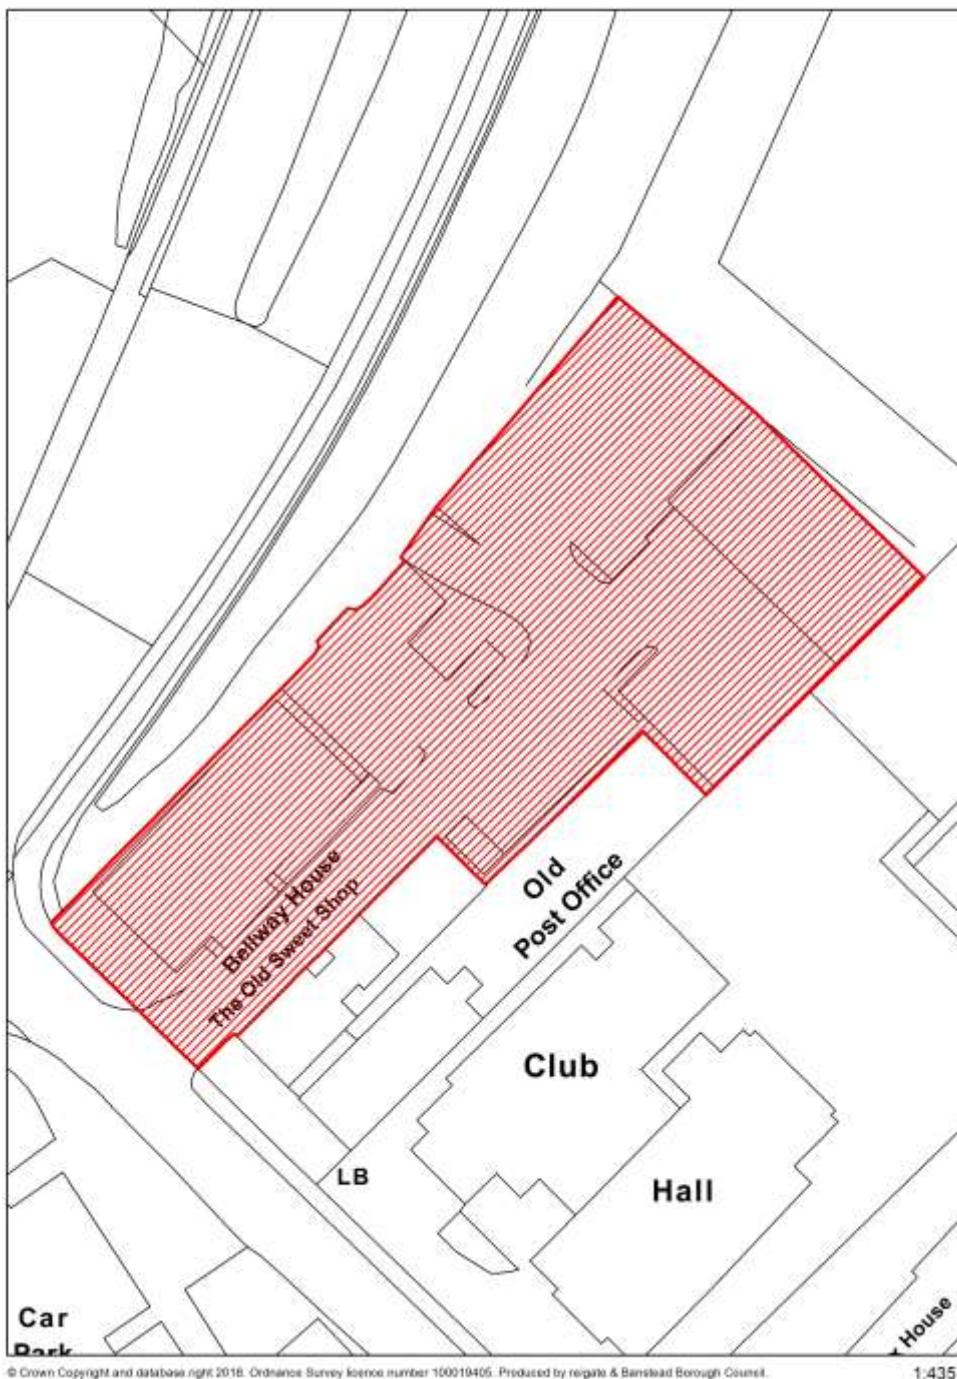 Bellway House
The Old Sweet Shop
Old
Post Office
Club
LB
Hall
Car
Park
House
© Crown Copyright and database right 2018. Ordnance Survey licence number 100019405. Produced by reigate & Banstead Borough Council.
1:435